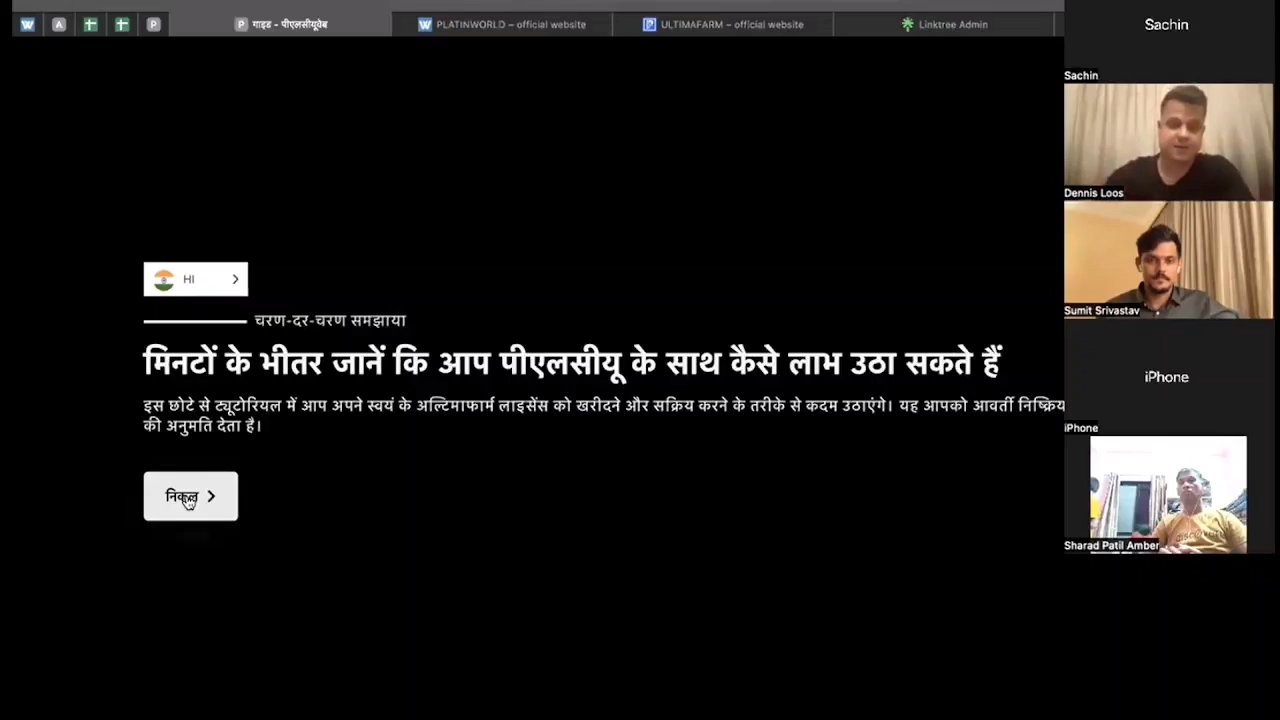 गाइड - पीएलसीयूवेब
PLATINWORLD – official website
ULTIMAFARM – official website
Linktree Admin
Sachin
Sachin
Dennis Loos
Sumit Srivastav
iPhone
iPhone
Sharad Patil Amber
HI
चरण-दर-चरण समझाया
मिनटों के भीतर जानें कि आप पीएलसीयू के साथ कैसे लाभ उठा सकते हैं
इस छोटे से ट्यूटोरियल में आप अपने स्वयं के अल्टिमाफार्म लाइसेंस को खरीदने और सक्रिय करने के तरीके से कदम उठाएंगे। यह आपको आवर्ती निष्क्रिय
की अनुमति देता है।